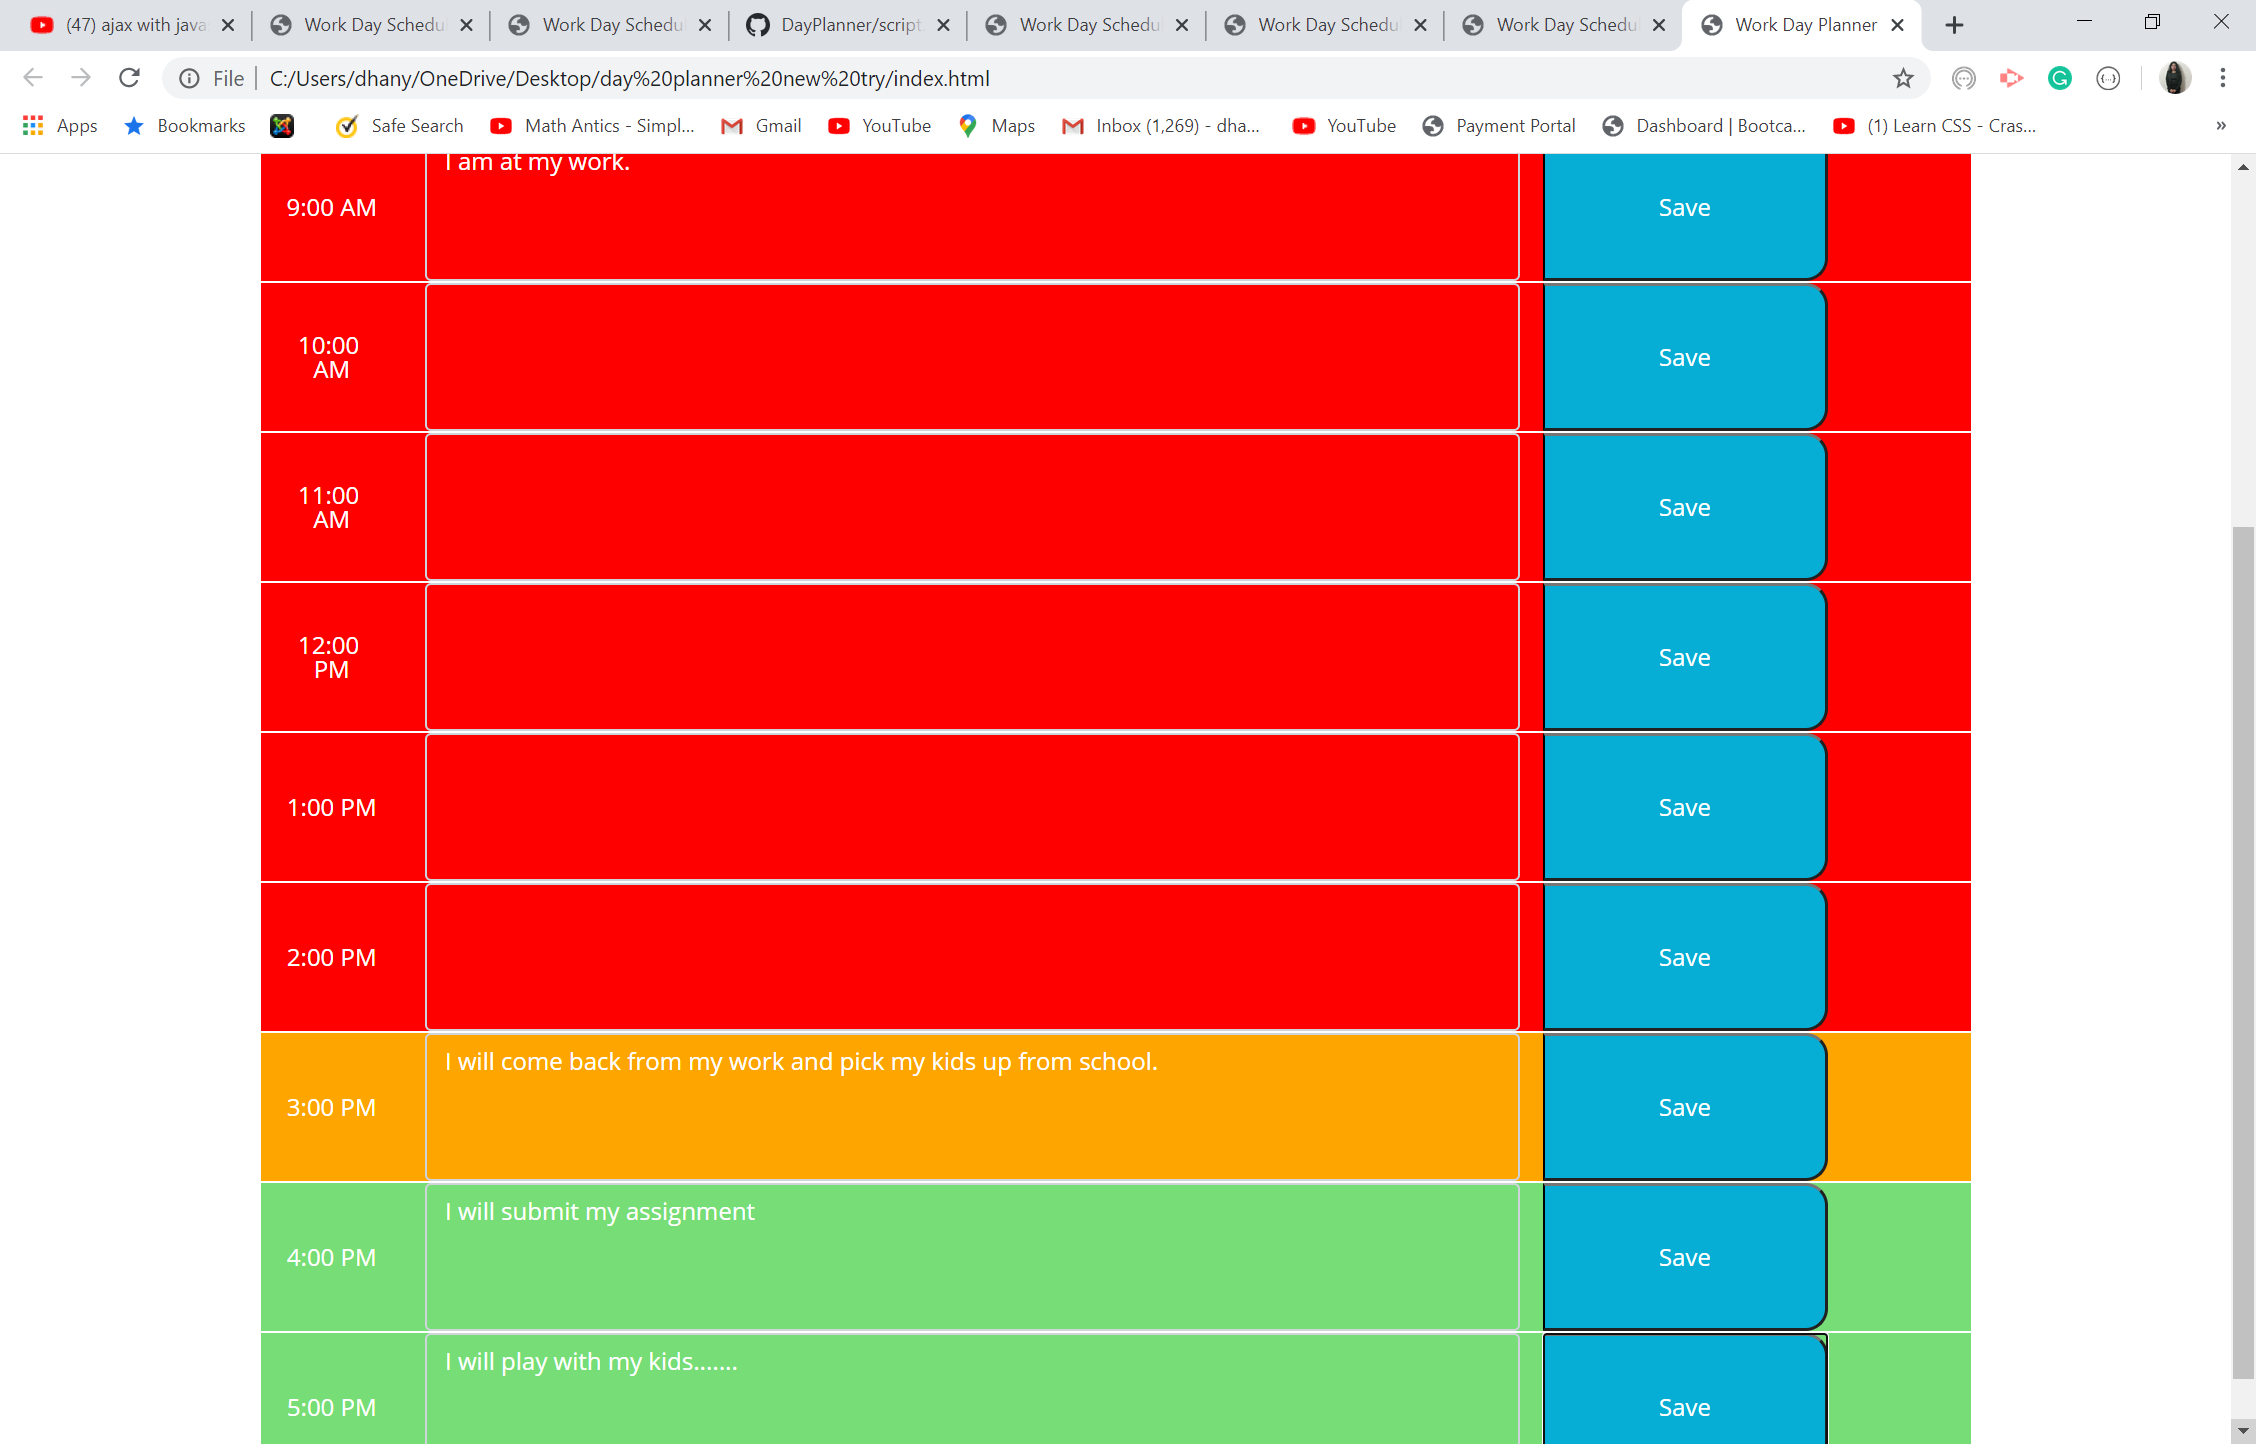 (47) ajax with java
Work Day Schedu
Work Day Schedu
DayPlanner/script
Work Day Schedu
Work Day Schedu
Work Day Schedu
Work Day Planner
File
C:/Users/dhany/OneDrive/Desktop/day%20planner%20new%20try/index.html
Apps
Bookmarks
Safe Search
Math Antics - Simpl...
Gmail
YouTube
Maps
Inbox (1,269) - dha...
YouTube
Payment Portal
Dashboard | Bootca...
(1) Learn CSS - Cras...
»
I am at my work.
9:00 AM
Save
10:00
AM
Save
11:00
AM
Save
12:00
PM
Save
1:00 PM
Save
2:00 PM
Save
I will come back from my work and pick my kids up from school.
3:00 PM
Save
I will submit my assignment
4:00 PM
Save
I will play with my kids.......
5:00 PM
Save